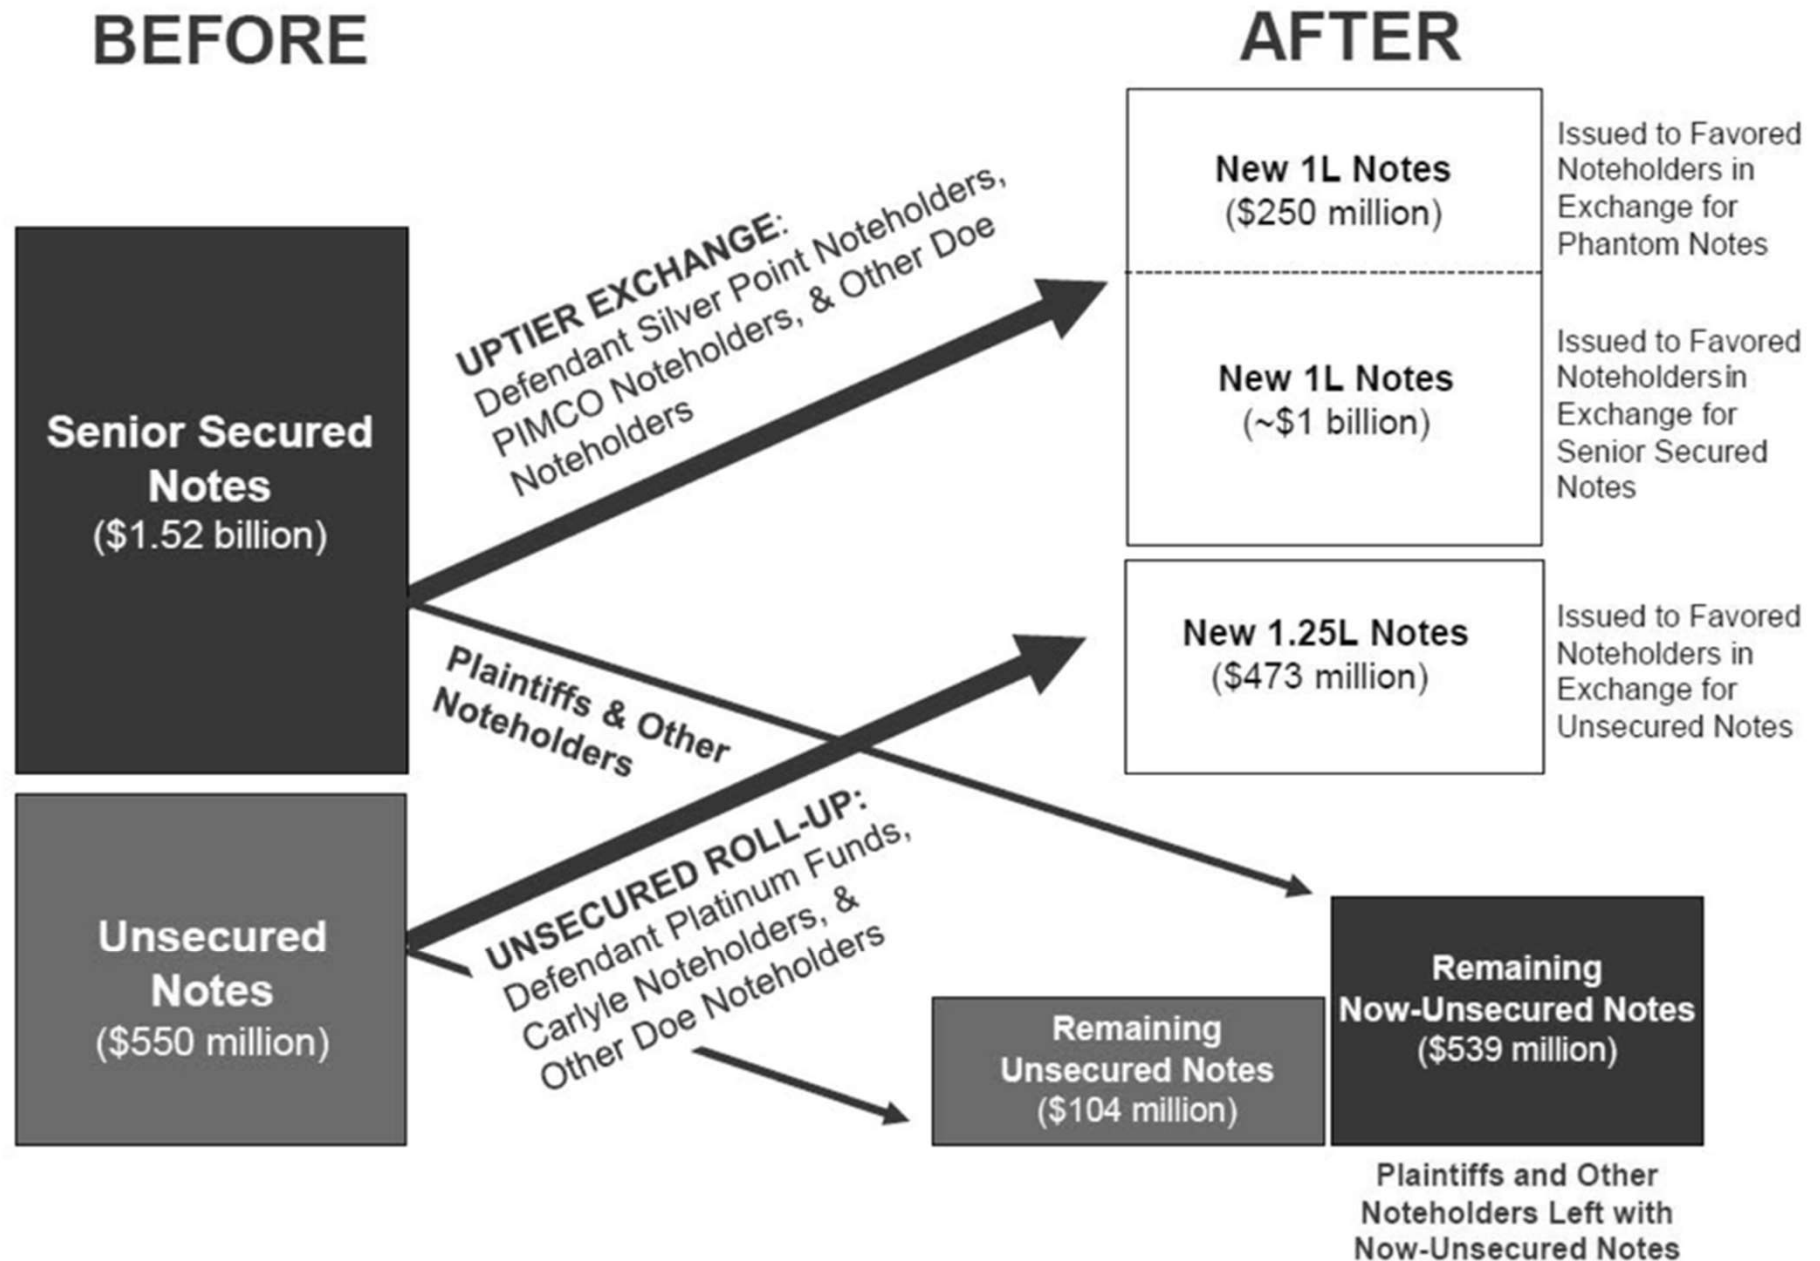 BEFORE
AFTER
Senior Secured
Notes
($1.52 billion)
Unsecured
Notes
($550 million)
UPTIER EXCHANGE:
Defendant Silver Point Noteholders,
PIMCO Noteholders, & Other Doe
Noteholders
Plaintiffs & Other
Noteholders
UNSECURED ROLL-UP:
Defendant Platinum Funds,
Carlyle Noteholders, &
Other Doe Noteholders
New 1L Notes
($250 million)
Issued to Favored
Noteholders in
Exchange for
Phantom Notes
New 1L Notes
(~$1 billion)
Issued to Favored
Noteholdersin
Exchange for
Senior Secured
Notes
New 1.25L Notes
($473 million)
Issued to Favored
Noteholders in
Exchange for
Unsecured Notes
Remaining
Unsecured Notes
($104 million)
Remaining
Now-Unsecured Notes
($539 million)
Plaintiffs and Other
Noteholders Left with
Now-Unsecured Notes